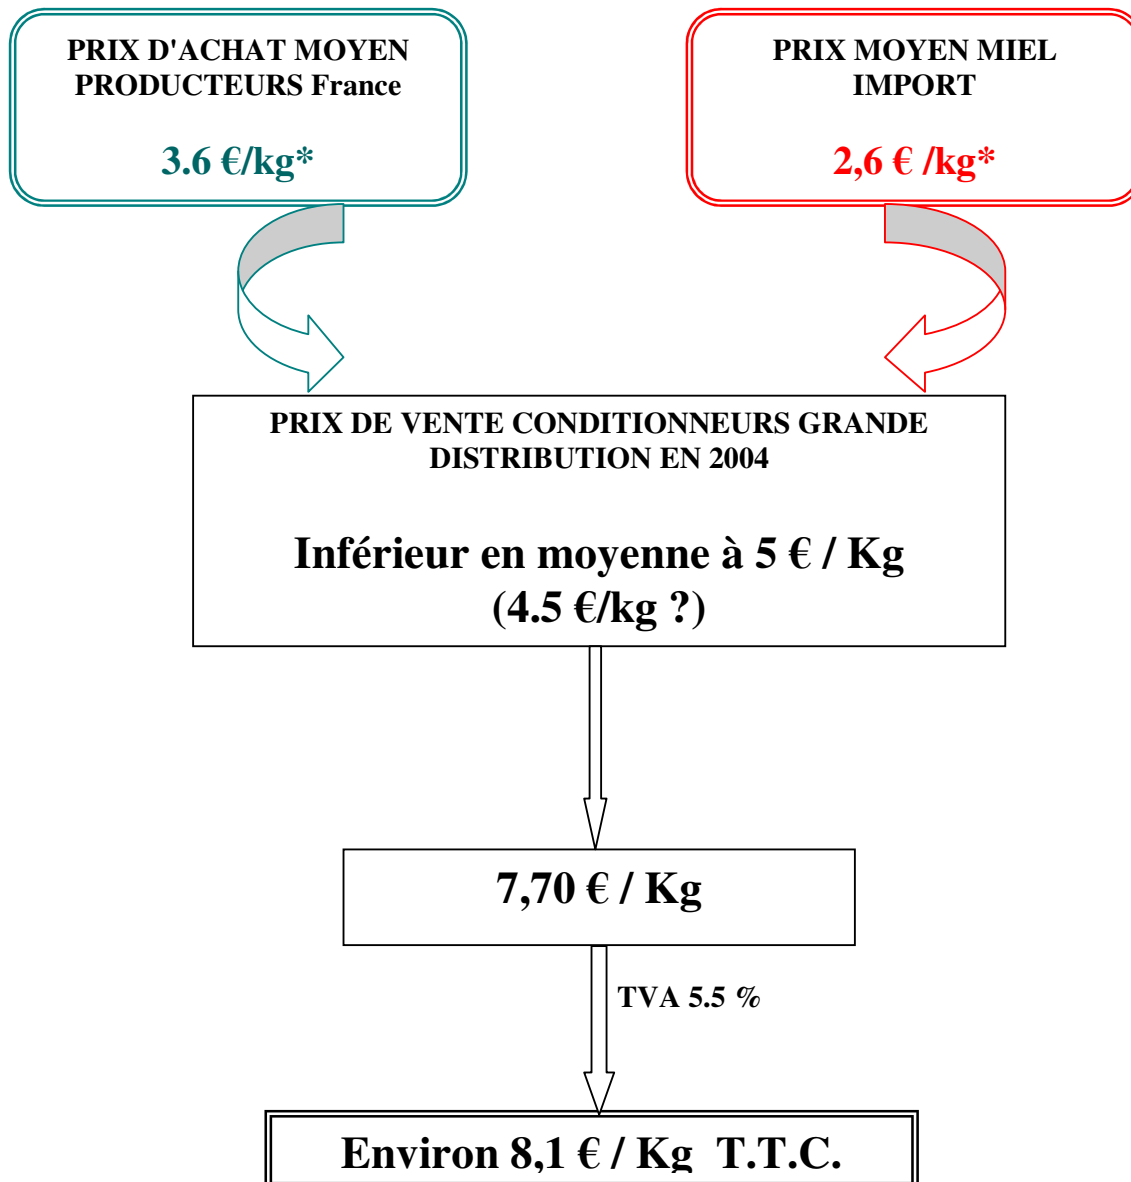 PRIX D'ACHAT MOYEN
PRODUCTEURS France
3.6 €/kg*
PRIX MOYEN MIEL
IMPORT
2,6 € /kg*
PRIX DE VENTE CONDITIONNEURS GRANDE
DISTRIBUTION EN 2004
Inférieur en moyenne à 5 € / Kg
(4.5 €/kg ?)
7,70 € / Kg
TVA 5.5 %
Environ 8,1 € / Kg T.T.C.